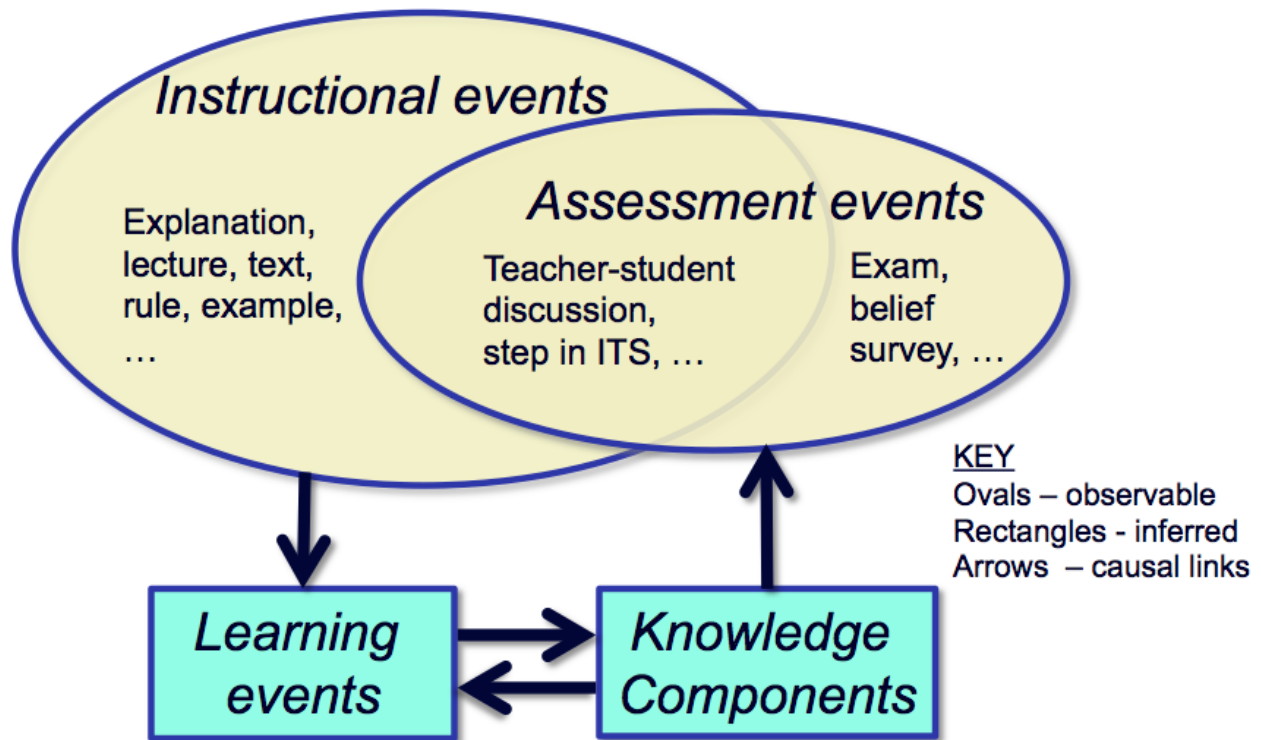 Instructional events
Assessment events
Explanation,
lecture, text,
rule, example,
…
Teacher-student
discussion,
step in ITS, …
Exam,
belief
survey, …
KEY
Ovals – observable
Rectangles - inferred
Arrows – causal links
Learning
events
Knowledge
Components